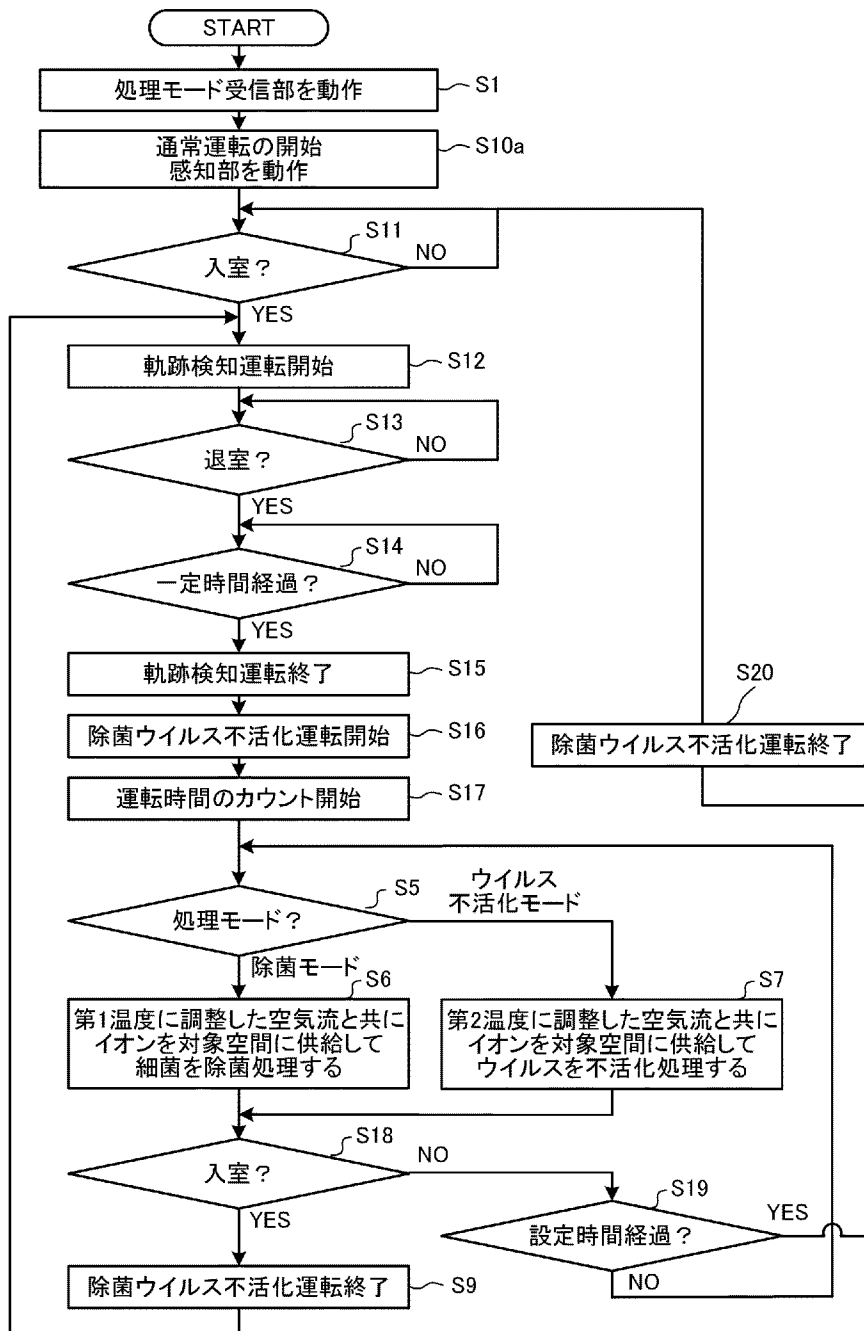 START
処理モード受信部を動作
S1
通常運転の開始
感知部を動作
S10a
S11
入室？
NO
YES
軌跡検知運転開始
S12
S13
退室？
NO
YES
S14
一定時間経過？
NO
YES
軌跡検知運転終了
S15
除菌ウイルス不活化運転開始
S16
S20
除菌ウイルス不活化運転終了
運転時間のカウント開始
S17
S5
処理モード？
ウイルス
不活化モード
除菌モード
S6
第1温度に調整した空気流と共に
イオンを対象空間に供給して
細菌を除菌処理する
S7
第2温度に調整した空気流と共に
イオンを対象空間に供給して
ウイルスを不活化処理する
S18
入室？
NO
YES
S19
設定時間経過？
YES
NO
除菌ウイルス不活化運転終了
S9